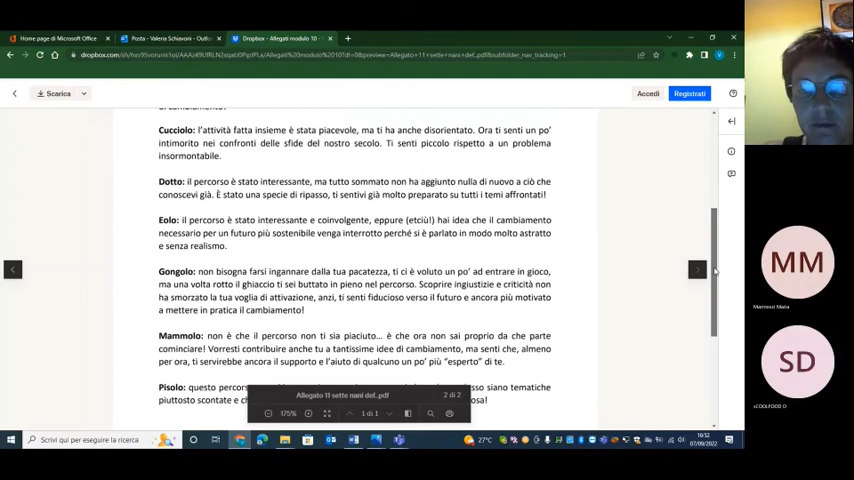 Home page di Microsoft Office
Posta - Valeria Schiavoni - Outlo
Dropbox - Allegati modulo 10 -
Scarica
Accedi
Registrati
di cambiamento!
Cucciolo: l'attività fatta insieme è stata piacevole, ma ti ha anche disorientato. Ora ti senti un po'
intimorito nei confronti delle sfide del nostro secolo. Ti senti piccolo rispetto a un problema
insormontabile.
Dotto: il percorso è stato interessante, ma tutto sommato non ha aggiunto nulla di nuovo a ciò che
conoscevi già. È stato una specie di ripasso, ti sentivi già molto preparato su tutti i temi affrontati!
Eolo: il percorso è stato interessante e coinvolgente, eppure (etciù!) hai idea che il cambiamento
necessario per un futuro più sostenibile venga interrotto perché si è parlato in modo molto astratto
e senza realismo.
Gongolo: non bisogna farsi ingannare dalla tua pacatezza, ti ci è voluto un po' ad entrare in gioco,
ma una volta rotto il ghiaccio ti sei buttato in pieno nel percorso. Scoprire ingiustizie e criticità non
ha smorzato la tua voglia di attivazione, anzi, ti senti fiducioso verso il futuro e ancora più motivato
a mettere in pratica il cambiamento!
Mammolo: non è che il percorso non ti sia piaciuto... è che ora non sai proprio da che parte
cominciare! Vorresti contribuire anche tu a tantissime idee di cambiamento, ma senti che, almeno
per ora, ti servirebbe ancora il supporto e l'aiuto di qualcuno un po' più "esperto" di te.
Pisolo: questo percors sso siano tematiche
piuttosto scontate e ch osa!
Allegato 11 sette nani def..pdf 2 di 2
175% 1 di 1
MM
Marinosci Maria
SD
sCOOLFOOD D
Scrivi qui per eseguire la ricerca
27°C
16:52
07/09/2022